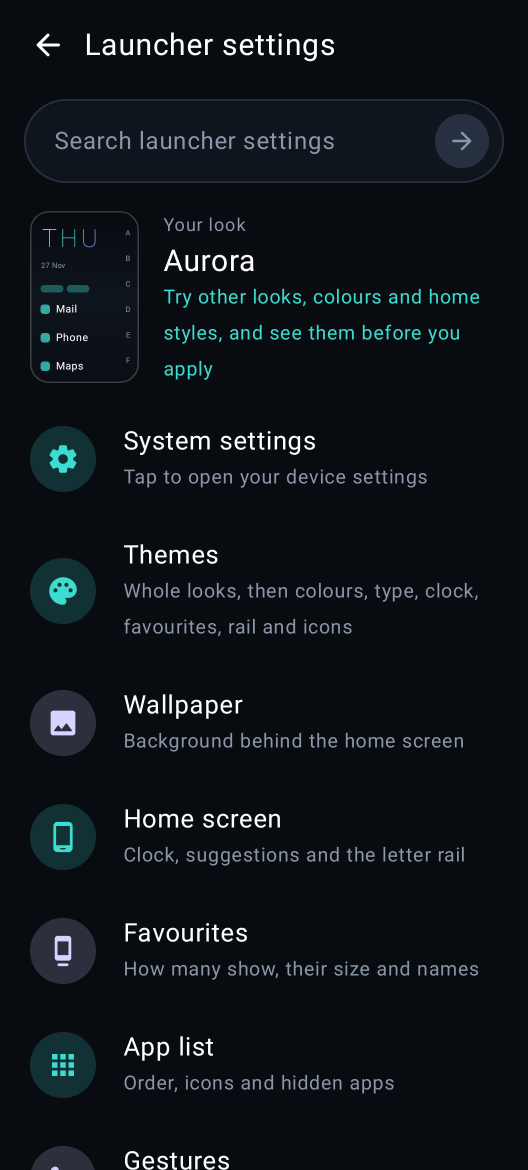 Launcher settings
Search launcher settings
THU
27 Nov
Mail
Phone
Maps
A
B
C
D
E
F
Your look
Aurora
Try other looks, colours and home
styles, and see them before you
apply
System settings
Tap to open your device settings
Themes
Whole looks, then colours, type, clock,
favourites, rail and icons
Wallpaper
Background behind the home screen
Home screen
Clock, suggestions and the letter rail
Favourites
How many show, their size and names
App list
Order, icons and hidden apps
Gestures